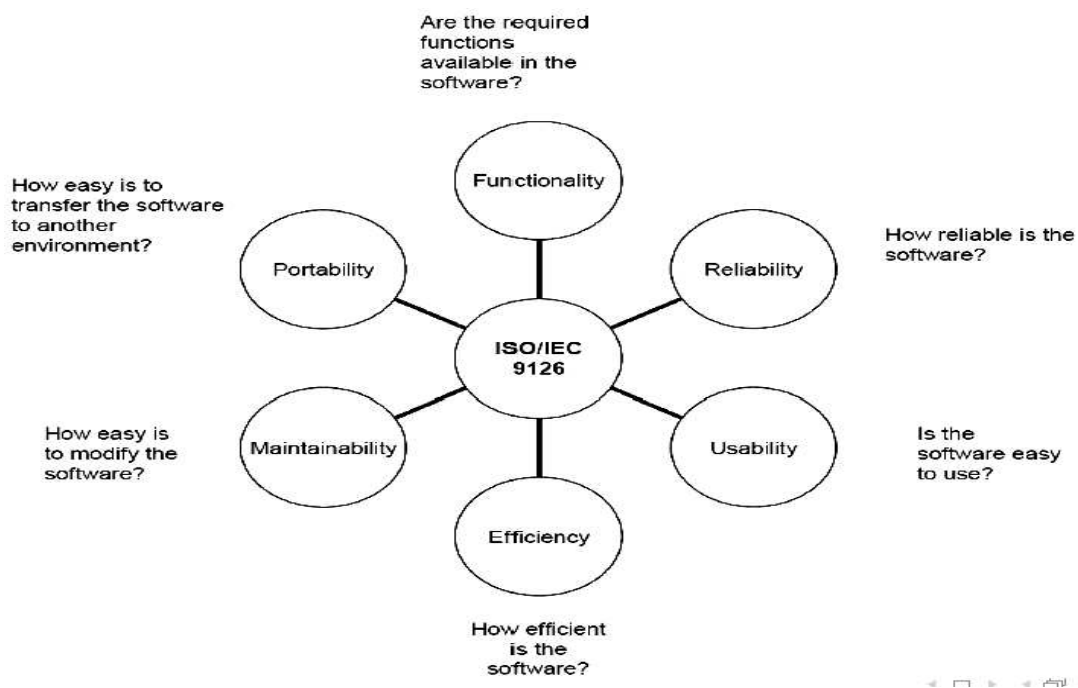 Are the required
functions
available in the
software?
Functionality
How easy is to
transfer the software
to another
environment?
Portability
Reliability
How reliable is the
software?
ISO/IEC
9126
How easy is
to modify the
software?
Maintainability
Usability
Is the
software easy
to use?
Efficiency
How efficient
is the
software?